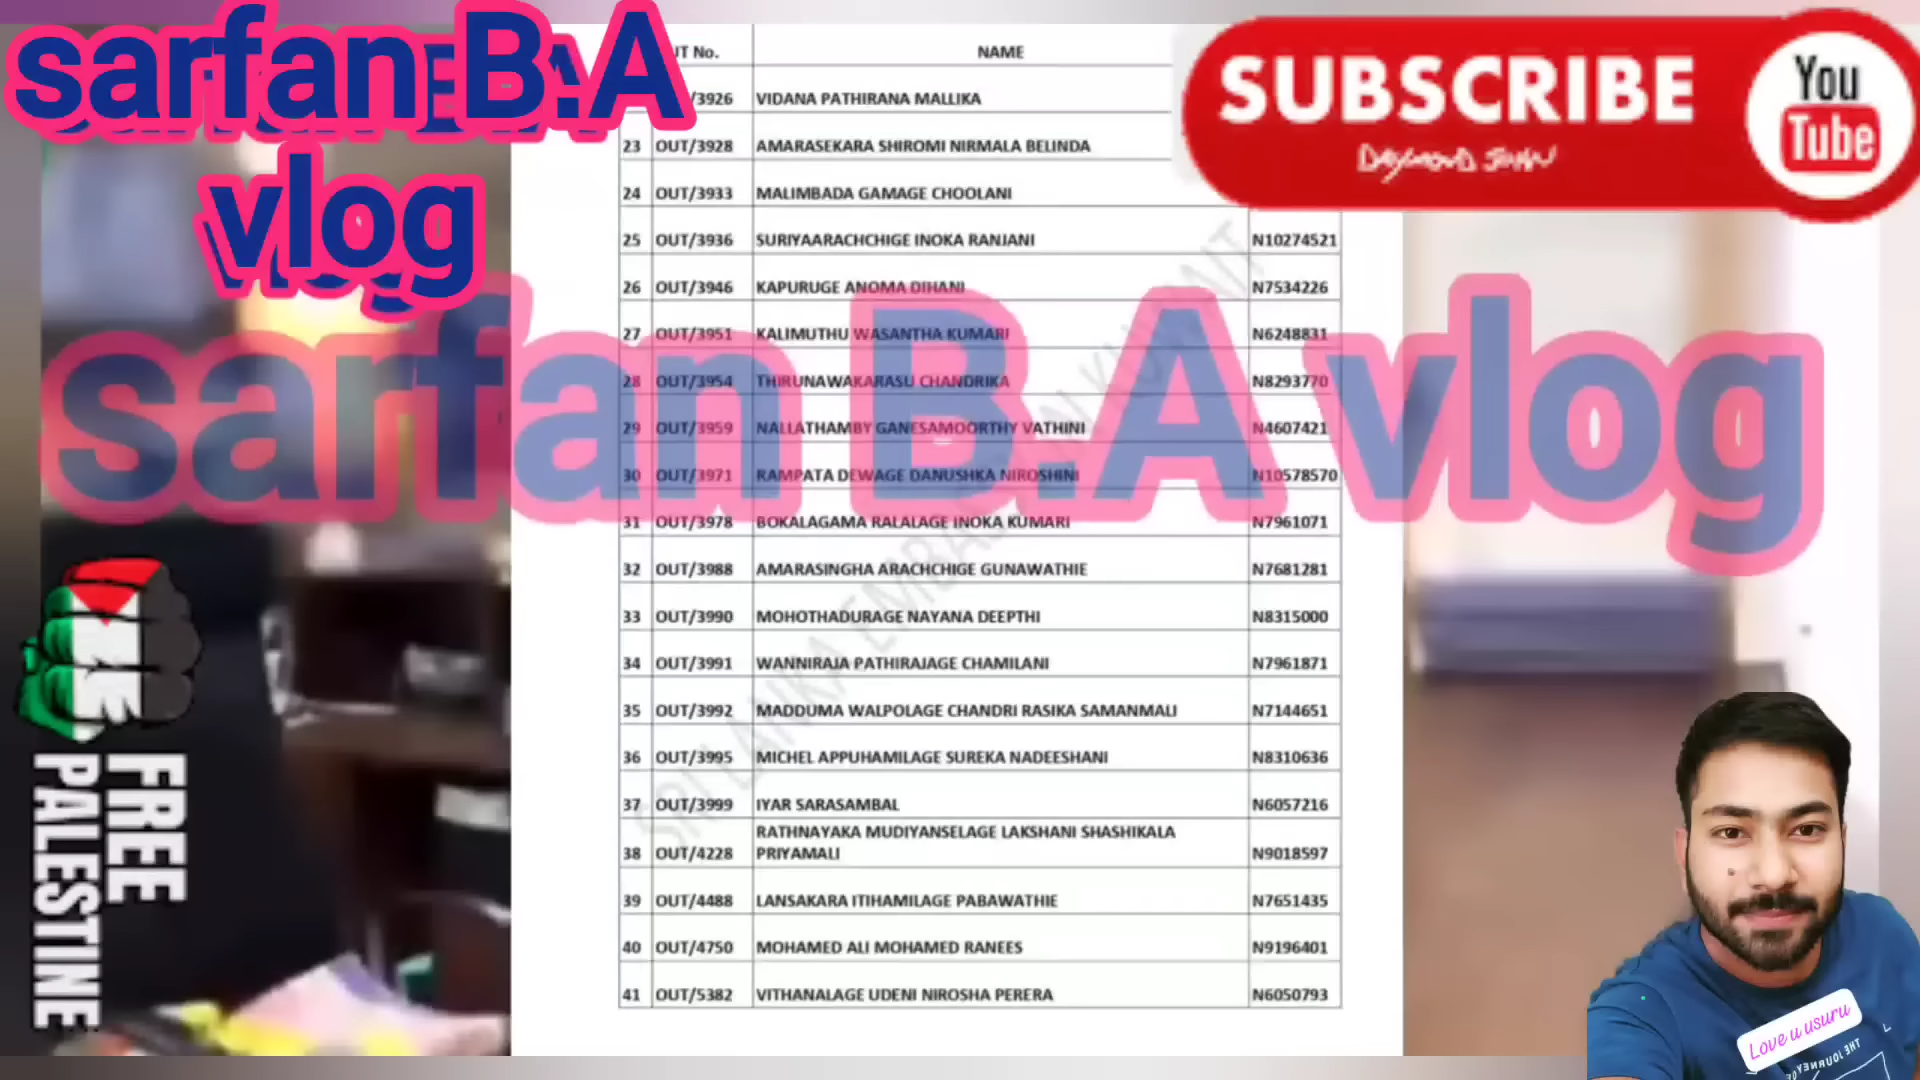 sarfan B.A
vlog
SUBSCRIBE
You
Tube
sarfan B.A vlog
UT No. NAME
/3926 VIDANA PATHIRANA MALLIKA
23 OUT/3928 AMARASEKARA SHIROMI NIRMALA BELINDA
24 OUT/3933 MALIMBADA GAMAGE CHOOLANI
25 OUT/3936 SURIYAARACHCHIGE INOKA RANJANI N10274521
26 OUT/3946 KAPURUGE ANOMA DIHANI N7534226
27 OUT/3951 KALIMUTHU WASANTHA KUMARI N6248831
28 OUT/3954 THIRUNAWAKARASU CHANDRIKA N8293770
29 OUT/3959 NALLATHAMBY GANESAMOORTHY VATHINI N4607421
30 OUT/3971 RAMPATA DEWAGE DANUSHKA NIROSHINI N10578570
31 OUT/3978 BOKALAGAMA RALALAGE INOKA KUMARI N7961071
32 OUT/3988 AMARASINGHA ARACHCHIGE GUNAWATHIE N7681281
33 OUT/3990 MOHOTHADURAGE NAYANA DEEPTHI N8315000
34 OUT/3991 WANNIRAJA PATHIRAJAGE CHAMILANI N7961871
35 OUT/3992 MADDUMA WALPOLAGE CHANDRI RASIKA SAMANMALI N7144651
36 OUT/3995 MICHEL APPUHAMILAGE SUREKA NADEESHANI N8310636
37 OUT/3999 IYAR SARASAMBAL N6057216
38 OUT/4228 RATHNAYAKA MUDIYANSELAGE LAKSHANI SHASHIKALA
PRIYAMALI N9018597
39 OUT/4488 LANSAKARA ITIHAMILAGE PABAWATHIE N7651435
40 OUT/4750 MOHAMED ALI MOHAMED RANEES N9196401
41 OUT/5382 VITHANALAGE UDENI NIROSHA PERERA N6050793
SRI LANKA EMBASSY IN KUWAIT
FREE
PALESTINE
Love u usuru
THE JOURNEY